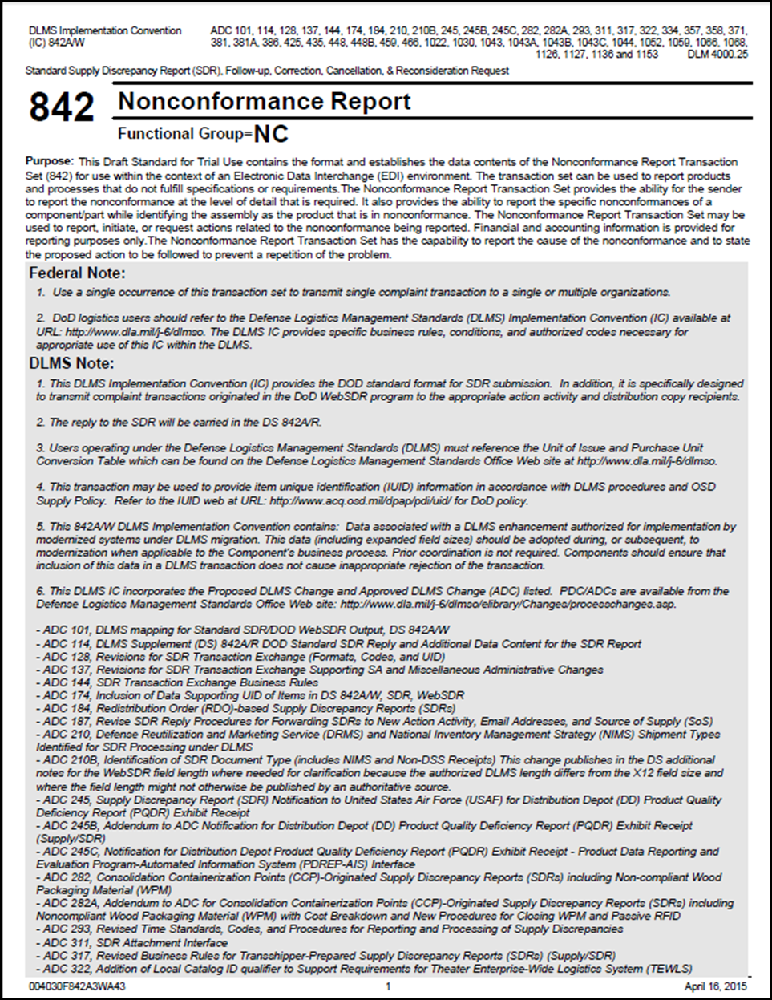 DLMS Implementation Convention (IC) 842A/W
ADC 101, 114, 128, 137, 144, 174, 184, 210, 210B, 245, 245B, 245C, 282, 282A, 293, 311, 317, 322, 334, 357, 358, 371,
381, 381A, 386, 425, 435, 448, 448B, 459, 466, 1022, 1030, 1043, 1043A, 1043B, 1043C, 1044, 1052, 1059, 1066, 1068,
1126, 1127, 1136 and 1153 DLM 4000.25
Standard Supply Discrepancy Report (SDR), Follow-up, Correction, Cancellation, & Reconsideration Request
842 Nonconformance Report
Functional Group=NC
Purpose: This Draft Standard for Trial Use contains the format and establishes the data contents of the Nonconformance Report Transaction
Set (842) for use within the context of an Electronic Data Interchange (EDI) environment. The transaction set can be used to report products
and processes that do not fulfill specifications or requirements.The Nonconformance Report Transaction Set provides the ability for the sender
to report the nonconformance at the level of detail that is required. It also provides the ability to report the specific nonconformances of a
component/part while identifying the assembly as the product that is in nonconformance. The Nonconformance Report Transaction Set may be
used to report, initiate, or request actions related to the nonconformance being reported. Financial and accounting information is provided for
reporting purposes only.The Nonconformance Report Transaction Set has the capability to report the cause of the nonconformance and to state
the proposed action to be followed to prevent a repetition of the problem.
Federal Note:
1. Use a single occurrence of this transaction set to transmit single complaint transaction to a single or multiple organizations.
2. DoD logistics users should refer to the Defense Logistics Management Standards (DLMS) Implementation Convention (IC) available at
URL: http://www.dla.mil/j-6/dlmso. The DLMS IC provides specific business rules, conditions, and authorized codes necessary for
appropriate use of this IC within the DLMS.
DLMS Note:
1. This DLMS Implementation Convention (IC) provides the DOD standard format for SDR submission. In addition, it is specifically designed
to transmit complaint transactions originated in the DoD WebSDR program to the appropriate action activity and distribution copy recipients.
2. The reply to the SDR will be carried in the DS 842A/R.
3. Users operating under the Defense Logistics Management Standards (DLMS) must reference the Unit of Issue and Purchase Unit
Conversion Table which can be found on the Defense Logistics Management Standards Office Web site at http://www.dla.mil/j-6/dlmso.
4. This transaction may be used to provide item unique identification (IUID) information in accordance with DLMS procedures and OSD
Supply Policy. Refer to the IUID web at URL: http://www.acq.osd.mil/dpap/pdi/uid/ for DoD policy.
5. This 842A/W DLMS Implementation Convention contains: Data associated with a DLMS enhancement authorized for implementation by
modernized systems under DLMS migration. This data (including expanded field sizes) should be adopted during, or subsequent, to
modernization when applicable to the Component's business process. Prior coordination is not required. Components should ensure that
inclusion of this data in a DLMS transaction does not cause inappropriate rejection of the transaction.
6. This DLMS IC incorporates the Proposed DLMS Change and Approved DLMS Change (ADC) listed. PDC/ADCs are available from the
Defense Logistics Management Standards Office Web site: http://www.dla.mil/j-6/dlmso/elibrary/Changes/processchanges.asp.
- ADC 101, DLMS mapping for Standard SDR/DOD WebSDR Output, DS 842A/W
- ADC 114, DLMS Supplement (DS) 842A/R DOD Standard SDR Reply and Additional Data Content for the SDR Report
- ADC 128, Revisions for SDR Transaction Exchange (Formats, Codes, and UID)
- ADC 137, Revisions for SDR Transaction Exchange Supporting SA and Miscellaneous Administrative Changes
- ADC 144, SDR Transaction Exchange Business Rules
- ADC 174, Inclusion of Data Supporting UID of Items in DS 842A/W, SDR, WebSDR
- ADC 184, Redistribution Order (RDO)-based Supply Discrepancy Reports (SDRs)
- ADC 187, Revise SDR Reply Procedures for Forwarding SDRs to New Action Activity, Email Addresses, and Source of Supply (SoS)
- ADC 210, Defense Reutilization and Marketing Service (DRMS) and National Inventory Management Strategy (NIMS) Shipment Types
Identified for SDR Processing under DLMS
- ADC 210B, Identification of SDR Document Type (includes NIMS and Non-DSS Receipts) This change publishes in the DS additional
notes for the WebSDR field length where needed for clarification because the authorized DLMS length differs from the X12 field size and
where the field length might not otherwise be published by an authoritative source.
- ADC 245, Supply Discrepancy Report (SDR) Notification to United States Air Force (USAF) for Distribution Depot (DD) Product Quality
Deficiency Report (PQDR) Exhibit Receipt
- ADC 245B, Addendum to ADC Notification for Distribution Depot (DD) Product Quality Deficiency Report (PQDR) Exhibit Receipt
(Supply/SDR)
- ADC 245C, Notification for Distribution Depot Product Quality Deficiency Report (PQDR) Exhibit Receipt - Product Data Reporting and
Evaluation Program-Automated Information System (PDREP-AIS) Interface
- ADC 282, Consolidation Containerization Points (CCP)-Originated Supply Discrepancy Reports (SDRs) including Non-compliant Wood
Packaging Material (WPM)
- ADC 282A, Addendum to ADC for Consolidation Containerization Points (CCP)-Originated Supply Discrepancy Reports (SDRs) including
Noncompliant Wood Packaging Material (WPM) with Cost Breakdown and New Procedures for Closing WPM and Passive RFID
- ADC 293, Revised Time Standards, Codes, and Procedures for Reporting and Processing of Supply Discrepancies
- ADC 311, SDR Attachment Interface
- ADC 317, Revised Business Rules for Transshipper-Prepared Supply Discrepancy Reports (SDRs) (Supply/SDR)
- ADC 322, Addition of Local Catalog ID qualifier to Support Requirements for Theater Enterprise-Wide Logistics System (TEWLS)
004030F842A3WA43 1 April 16, 2015